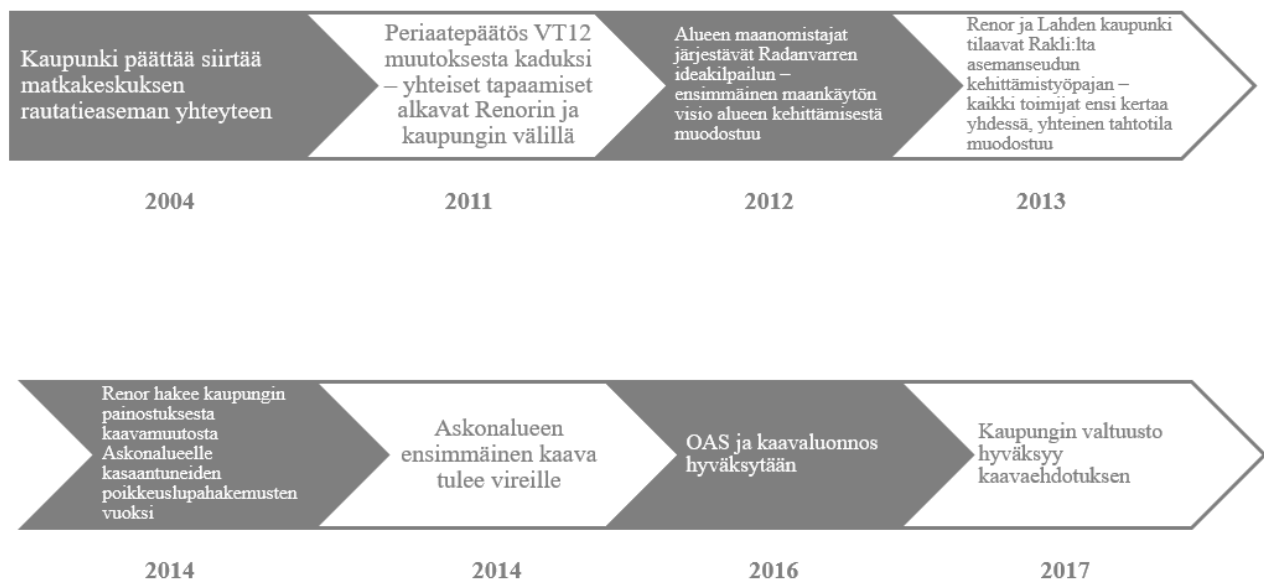 Kaupunki päättää siirtää
matkakeskuksen
rautatieaseman yhteyteen
Periaatepäätös VT12
muutoksesta kaduksi
– yhteiset tapaamiset
alkavat Renorin ja
kaupungin välillä
Alueen maanomistajat
järjestävät Radanvarren
ideakilpailun –
ensimmäinen maankäytön
visio alueen kehittämisestä
muodostuu
Renor ja Lahden kaupunki
tilaavat Rakli:lta
asemanseudun
kehittämistyöpajan –
kaikki toimijat ensi kertaa
yhdessä, yhteinen tahtotila
muodostuu
2004
2011
2012
2013
Renor hakee kaupungin
painostuksesta
kaavamuutosta
Askonalueelle
kasaantuneiden
poikkeuslupahakemusten
vuoksi
Askonalueen
ensimmäinen kaava
tulee vireille
OAS ja kaavaluonnos
hyväksytään
Kaupungin valtuusto
hyväksyy
kaavaehdotuksen
2014
2014
2016
2017